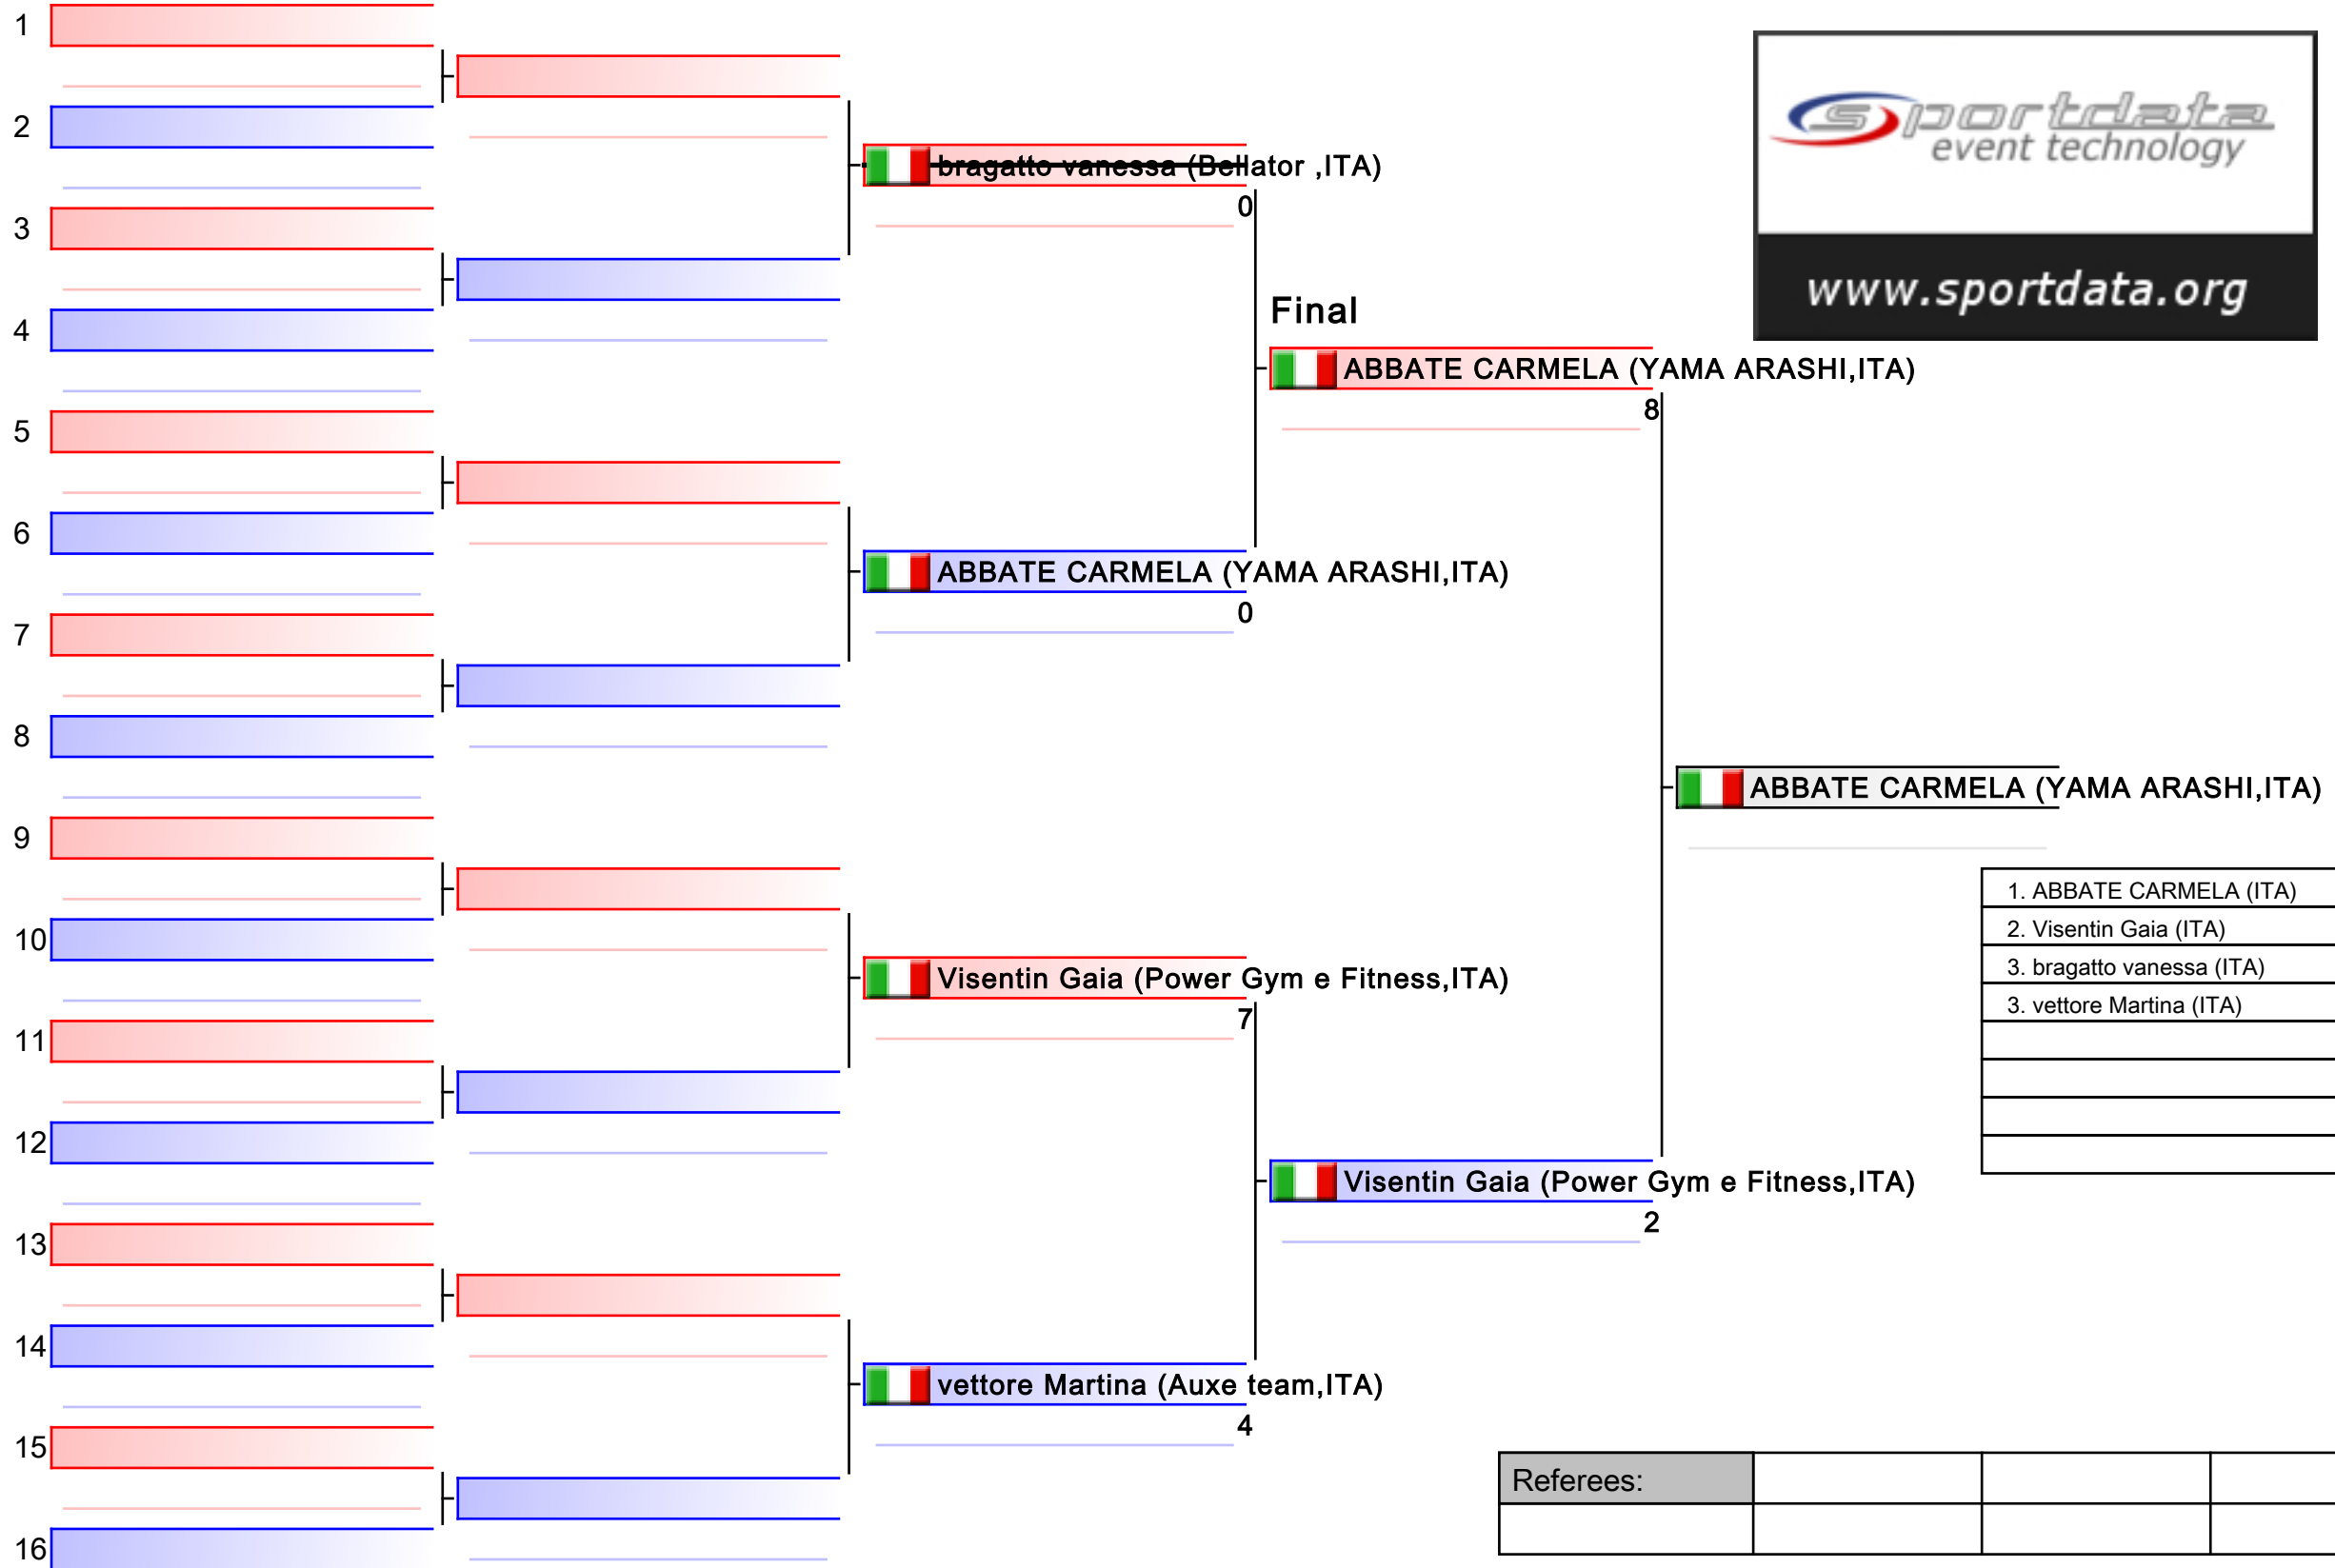 1
2
3
4
5
6
7
8
9
10
11
12
13
14
15
16
bragatto vanessa (Bellator ,ITA)
0
ABBATE CARMELA (YAMA ARASHI,ITA)
0
Visentin Gaia (Power Gym e Fitness,ITA)
7
vettore Martina (Auxe team,ITA)
4
Final
ABBATE CARMELA (YAMA ARASHI,ITA)
8
Visentin Gaia (Power Gym e Fitness,ITA)
2
sportdata
event technology
www.sportdata.org
ABBATE CARMELA (YAMA ARASHI,ITA)
1. ABBATE CARMELA (ITA)
2. Visentin Gaia (ITA)
3. bragatto vanessa (ITA)
3. vettore Martina (ITA)
Referees: